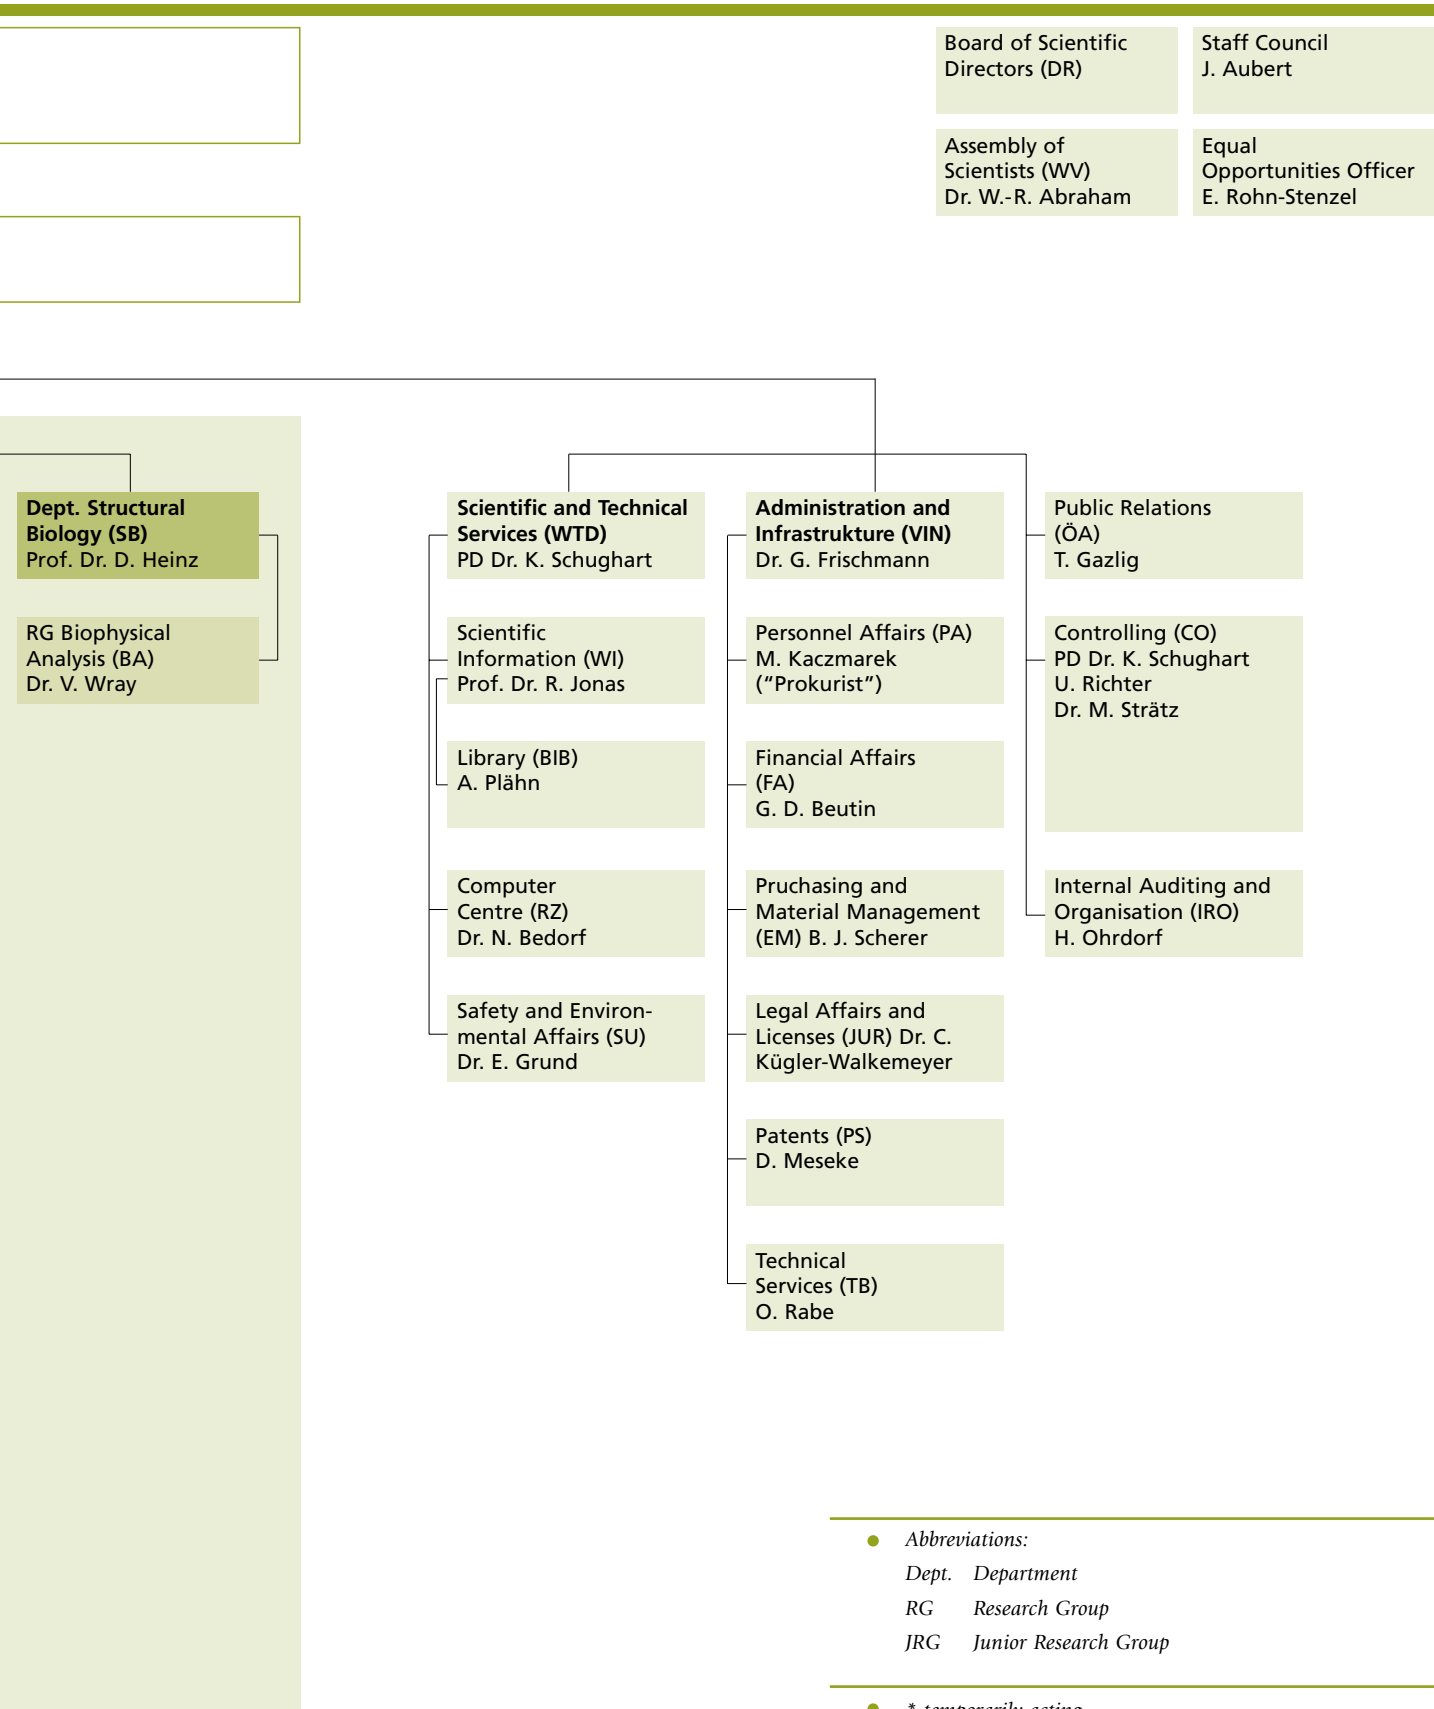 Board of Scientific
Directors (DR)
Staff Council
J. Aubert
Assembly of
Scientists (WV)
Dr. W.-R. Abraham
Equal
Opportunities Officer
E. Rohn-Stenzel
Dept. Structural
Biology (SB)
Prof. Dr. D. Heinz
RG Biophysical
Analysis (BA)
Dr. V. Wray
Scientific and Technical
Services (WTD)
PD Dr. K. Schughart
Scientific
Information (WI)
Prof. Dr. R. Jonas
Library (BIB)
A. Plähn
Computer
Centre (RZ)
Dr. N. Bedorf
Safety and Environ-
mental Affairs (SU)
Dr. E. Grund
Administration and
Infrastrukture (VIN)
Dr. G. Frischmann
Personnel Affairs (PA)
M. Kaczmarek
(“Prokurist”)
Financial Affairs
(FA)
G. D. Beutin
Pruchasing and
Material Management
(EM) B. J. Scherer
Legal Affairs and
Licenses (JUR) Dr. C.
Kügler-Walkemeyer
Patents (PS)
D. Meseke
Technical
Services (TB)
O. Rabe
Public Relations
(ÖA)
T. Gazlig
Controlling (CO)
PD Dr. K. Schughart
U. Richter
Dr. M. Strätz
Internal Auditing and
Organisation (IRO)
H. Ohrdorf
Abbreviations:
Dept. Department
RG Research Group
JRG Junior Research Group
* temporarily acting